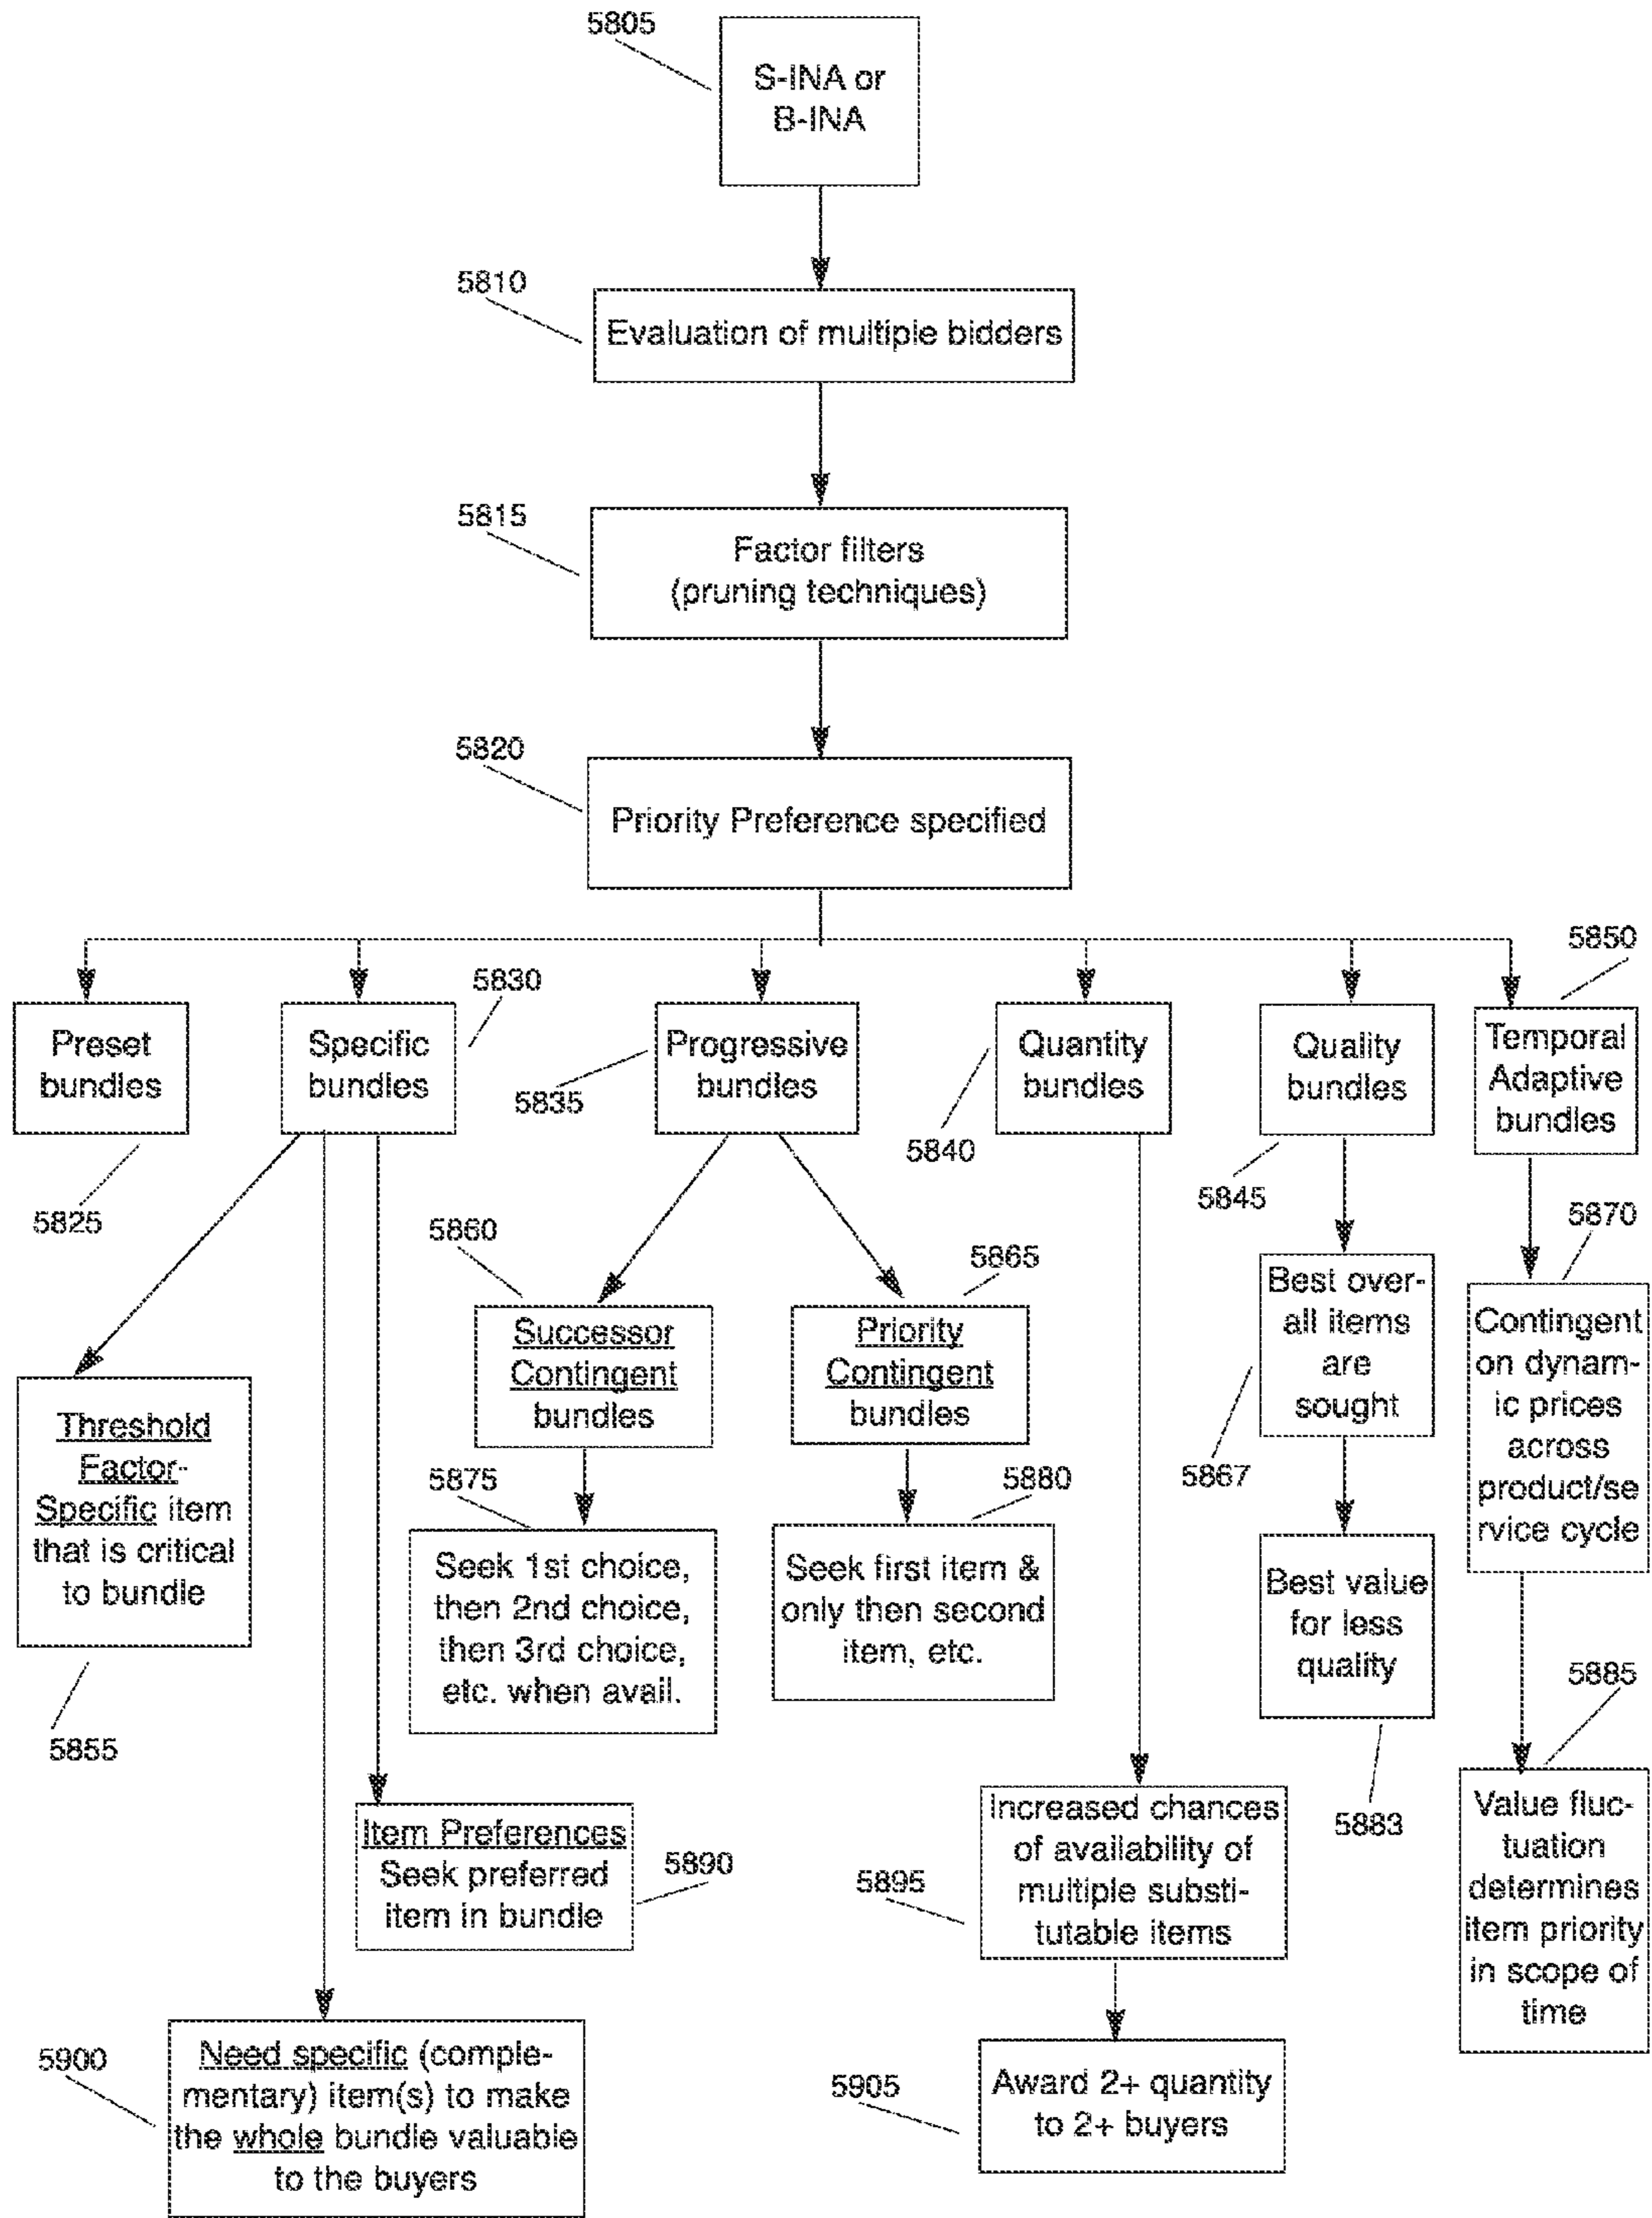 5805
S-INA or
B-INA
5810
Evaluation of multiple bidders
5815
Factor filters
(pruning techniques)
5820
Priority Preference specified
Preset
bundles
5825
Specific
bundles
5830
Progressive
bundles
5835
Quantity
bundles
5840
Quality
bundles
5845
Temporal
Adaptive
bundles
5850
Threshold
Factor-
Specific item
that is critical
to bundle
5855
5860
Successor
Contingent
bundles
5865
Priority
Contingent
bundles
Best over-
all items
are
sought
5867
5870
Contingent
on dynam-
ic prices
across
product/se
rvice cycle
5875
Seek 1st choice,
then 2nd choice,
then 3rd choice,
etc. when avail.
5880
Seek first item &
only then second
item, etc.
Best value
for less
quality
5883
5885
Value fluc-
tuation
determines
item priority
in scope of
time
Item Preferences
Seek preferred
item in bundle
5890
5895
Increased chances
of availability of
multiple substi-
tutable items
5900
Need specific (comple-
mentary) item(s) to make
the whole bundle valuable
to the buyers
5905
Award 2+ quantity
to 2+ buyers